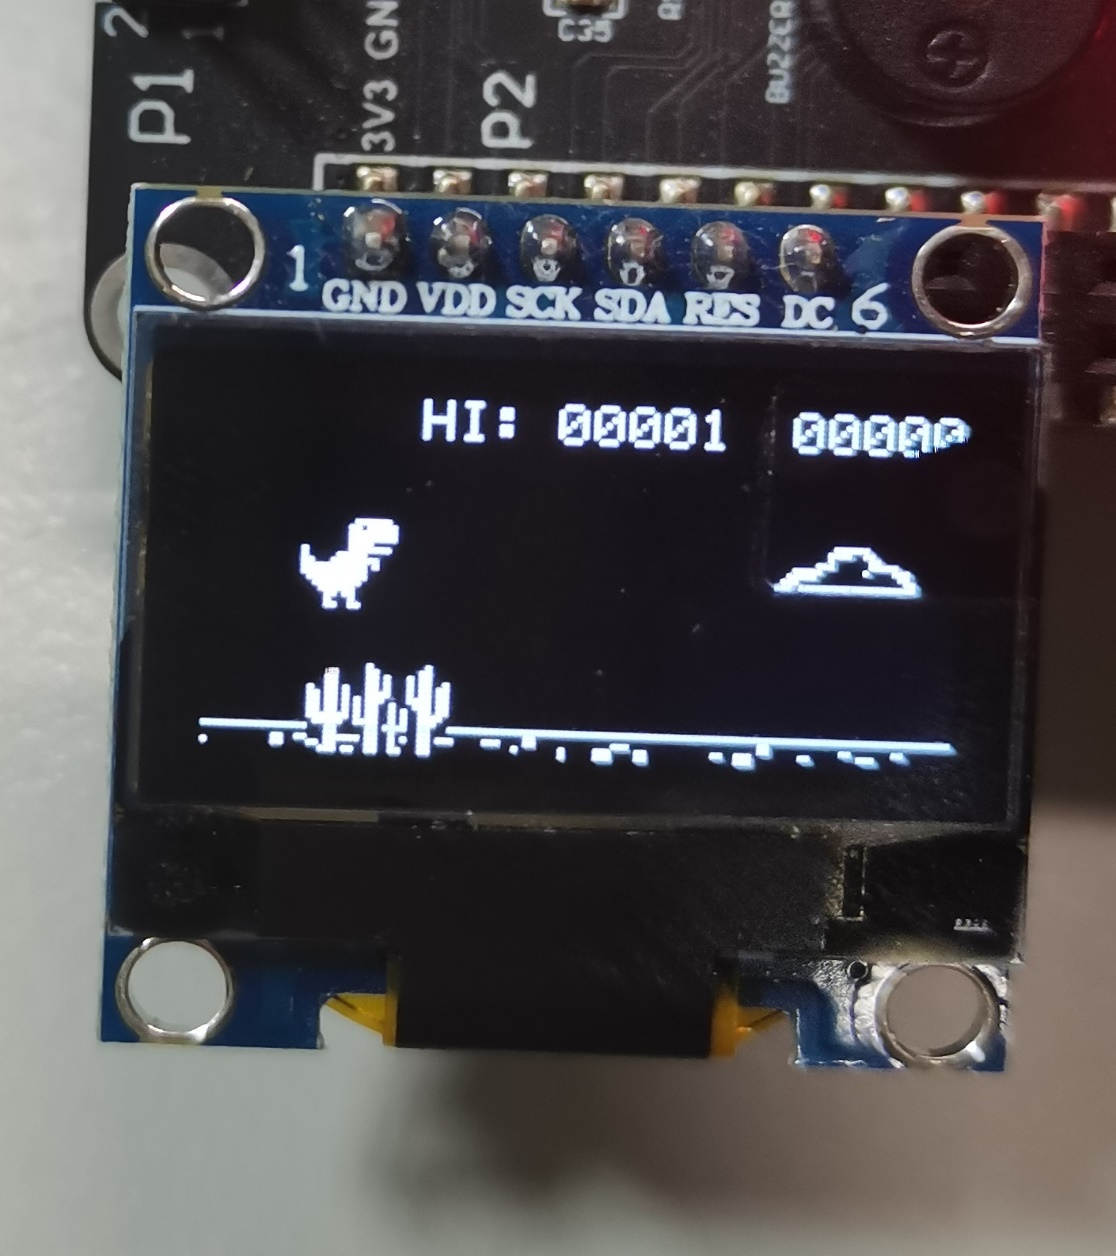 P1
3V3 GN
P2
C35
BUZZER
1 GND VDD SCK SDA RES DC 6
HI: 00001